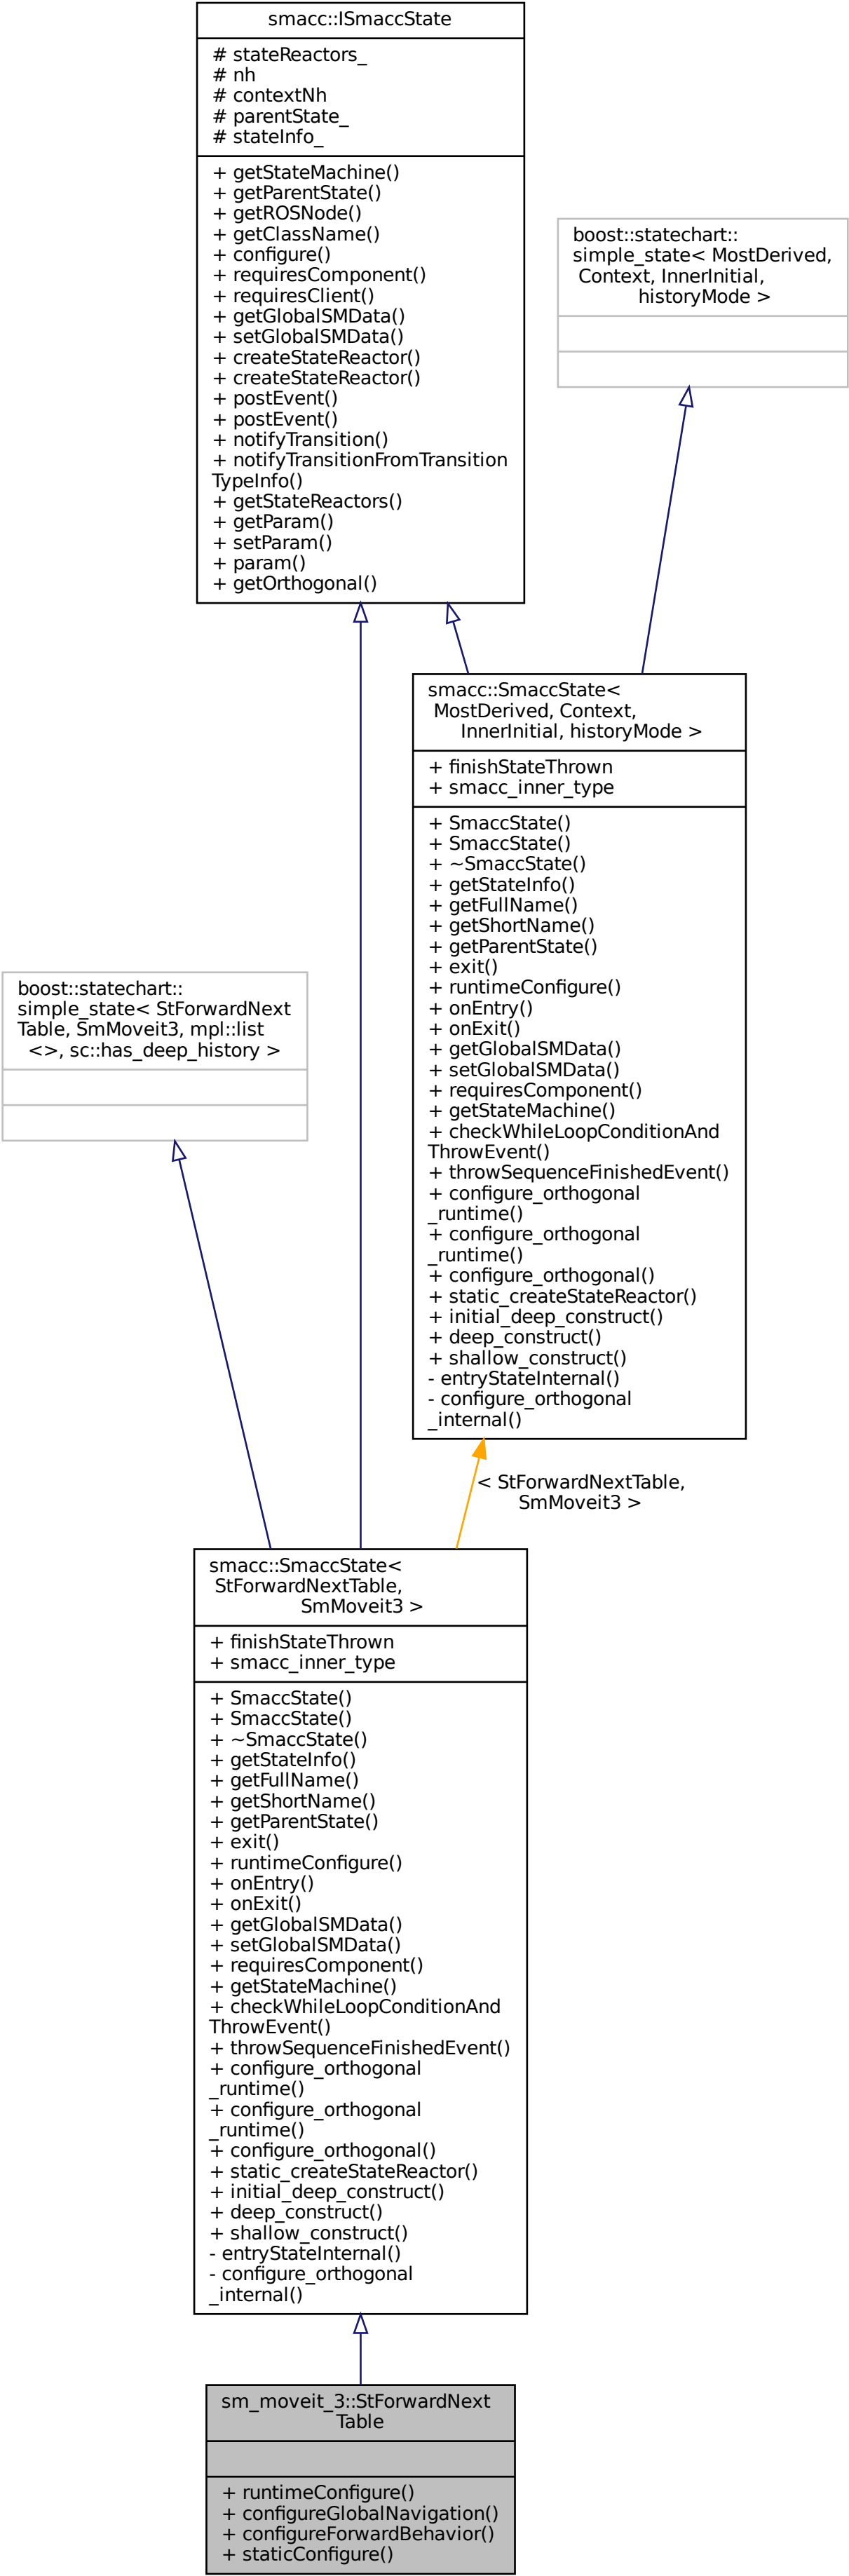 smacc::ISmaccState
# stateReactors_
# nh
# contextNh
# parentState_
# stateInfo_
+ getStateMachine()
+ getParentState()
+ getROSNode()
+ getClassName()
+ configure()
+ requiresComponent()
+ requiresClient()
+ getGlobalSMData()
+ setGlobalSMData()
+ createStateReactor()
+ createStateReactor()
+ postEvent()
+ postEvent()
+ notifyTransition()
+ notifyTransitionFromTransition
TypeInfo()
+ getStateReactors()
+ getParam()
+ setParam()
+ param()
+ getOrthogonal()
boost::statechart::
simple_state< MostDerived,
Context, InnerInitial,
historyMode >
smacc::SmaccState<
MostDerived, Context,
InnerInitial, historyMode >
+ finishStateThrown
+ smacc_inner_type
+ SmaccState()
+ SmaccState()
+ ~SmaccState()
+ getStateInfo()
+ getFullName()
+ getShortName()
+ getParentState()
+ exit()
+ runtimeConfigure()
+ onEntry()
+ onExit()
+ getGlobalSMData()
+ setGlobalSMData()
+ requiresComponent()
+ getStateMachine()
+ checkWhileLoopConditionAnd
ThrowEvent()
+ throwSequenceFinishedEvent()
+ configure_orthogonal
_runtime()
+ configure_orthogonal
_runtime()
+ configure_orthogonal()
+ static_createStateReactor()
+ initial_deep_construct()
+ deep_construct()
+ shallow_construct()
- entryStateInternal()
- configure_orthogonal
_internal()
boost::statechart::
simple_state< StForwardNext
Table, SmMoveit3, mpl::list
<>, sc::has_deep_history >
< StForwardNextTable,
SmMoveit3 >
smacc::SmaccState<
StForwardNextTable,
SmMoveit3 >
+ finishStateThrown
+ smacc_inner_type
+ SmaccState()
+ SmaccState()
+ ~SmaccState()
+ getStateInfo()
+ getFullName()
+ getShortName()
+ getParentState()
+ exit()
+ runtimeConfigure()
+ onEntry()
+ onExit()
+ getGlobalSMData()
+ setGlobalSMData()
+ requiresComponent()
+ getStateMachine()
+ checkWhileLoopConditionAnd
ThrowEvent()
+ throwSequenceFinishedEvent()
+ configure_orthogonal
_runtime()
+ configure_orthogonal
_runtime()
+ configure_orthogonal()
+ static_createStateReactor()
+ initial_deep_construct()
+ deep_construct()
+ shallow_construct()
- entryStateInternal()
- configure_orthogonal
_internal()
sm_moveit_3::StForwardNext
Table
+ runtimeConfigure()
+ configureGlobalNavigation()
+ configureForwardBehavior()
+ staticConfigure()